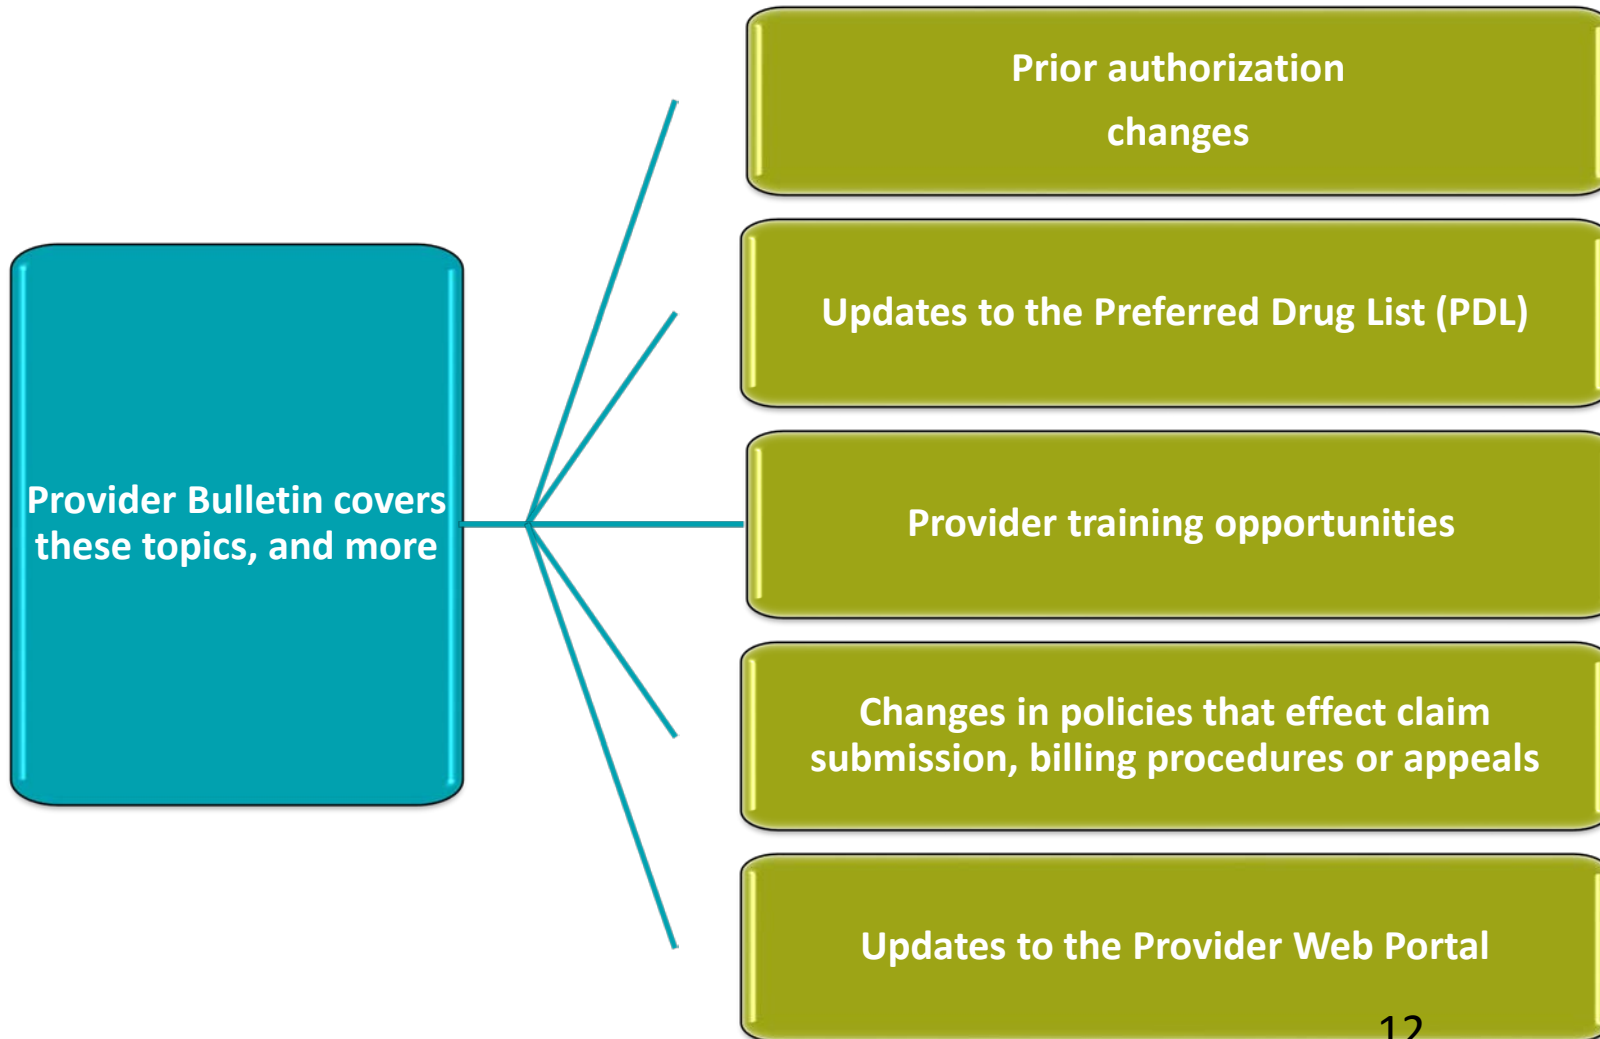 Prior authorization
changes
Updates to the Preferred Drug List (PDL)
Provider Bulletin covers
these topics, and more
Provider training opportunities
Changes in policies that effect claim
submission, billing procedures or appeals
Updates to the Provider Web Portal
12